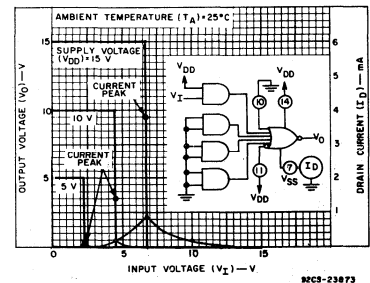 AMBIENT TEMPERATURE (TA)=25°C
SUPPLY VOLTAGE
(VDD)=15 V
CURRENT
PEAK
10 V
CURRENT
PEAK
5 V
VDD
VI
10
VDD
14
VO
11
VDD
7
VSS
ID
OUTPUT VOLTAGE (VO)—V
15
10
5
0
5
10
15
INPUT VOLTAGE (VI)—V
6
5
4
3
2
1
DRAIN CURRENT (ID)—mA
92CS-23873